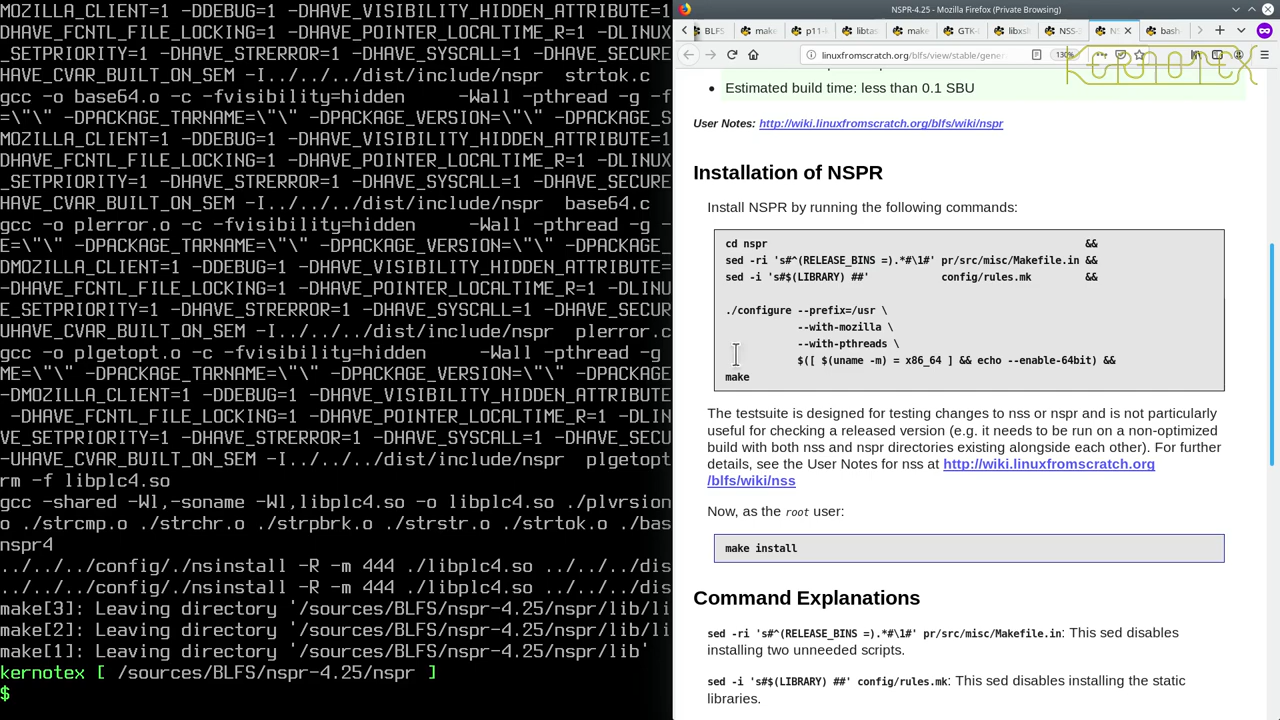 MOZILLA_CLIENT=1 -DDEBUG=1 -DHAVE_VISIBILITY_HIDDEN_ATTRIBUTE=1
DHAVE_FCNTL_FILE_LOCKING=1 -DHAVE_POINTER_LOCALTIME_R=1 -DLINUX
_SETPRIORITY=1 -DHAVE_STRERROR=1 -DHAVE_SYSCALL=1 -DHAVE_SECURE
HAVE_CVAR_BUILT_ON_SEM -I../../../dist/include/nspr  strtok.c
gcc -o base64.o -c -fvisibility=hidden     -Wall -pthread -g -f
=\"\" -DPACKAGE_TARNAME=\"\" -DPACKAGE_VERSION=\"\" -DPACKAGE_S
MOZILLA_CLIENT=1 -DDEBUG=1 -DHAVE_VISIBILITY_HIDDEN_ATTRIBUTE=1
DHAVE_FCNTL_FILE_LOCKING=1 -DHAVE_POINTER_LOCALTIME_R=1 -DLINUX
_SETPRIORITY=1 -DHAVE_STRERROR=1 -DHAVE_SYSCALL=1 -DHAVE_SECURE
HAVE_CVAR_BUILT_ON_SEM -I../../../dist/include/nspr  base64.c
gcc -o plerror.o -c -fvisibility=hidden     -Wall -pthread -g -
E=\"\" -DPACKAGE_TARNAME=\"\" -DPACKAGE_VERSION=\"\" -DPACKAGE_
DMOZILLA_CLIENT=1 -DDEBUG=1 -DHAVE_VISIBILITY_HIDDEN_ATTRIBUTE=
-DHAVE_FCNTL_FILE_LOCKING=1 -DHAVE_POINTER_LOCALTIME_R=1 -DLINU
E_SETPRIORITY=1 -DHAVE_STRERROR=1 -DHAVE_SYSCALL=1 -DHAVE_SECUR
UHAVE_CVAR_BUILT_ON_SEM -I../../../dist/include/nspr  plerror.c
gcc -o plgetopt.o -c -fvisibility=hidden     -Wall -pthread -g
ME=\"\" -DPACKAGE_TARNAME=\"\" -DPACKAGE_VERSION=\"\" -DPACKAGE
-DMOZILLA_CLIENT=1 -DDEBUG=1 -DHAVE_VISIBILITY_HIDDEN_ATTRIBUTE
 -DHAVE_FCNTL_FILE_LOCKING=1 -DHAVE_POINTER_LOCALTIME_R=1 -DLIN
VE_SETPRIORITY=1 -DHAVE_STRERROR=1 -DHAVE_SYSCALL=1 -DHAVE_SECU
-UHAVE_CVAR_BUILT_ON_SEM -I../../../dist/include/nspr  plgetopt
rm -f libplc4.so
gcc -shared -Wl,-soname -Wl,libplc4.so -o libplc4.so ./plvrsion
o ./strcmp.o ./strchr.o ./strpbrk.o ./strstr.o ./strtok.o ./bas
nspr4
../../../config/./nsinstall -R -m 444 ./libplc4.so ../../../dis
../../../config/./nsinstall -R -m 444 ./libplc4.so ../../../dis
make[3]: Leaving directory '/sources/BLFS/nspr-4.25/nspr/lib/li
make[2]: Leaving directory '/sources/BLFS/nspr-4.25/nspr/lib/li
make[1]: Leaving directory '/sources/BLFS/nspr-4.25/nspr/lib'
kernotex [ /sources/BLFS/nspr-4.25/nspr ]
$
NSPR-4.25 - Mozilla Firefox (Private Browsing)
BLFS make p11- libtas make GTK- libxsl NSS- NS bash-
linuxfromscratch.org/blfs/view/stable/gener 130%
KERNOTEX
• Estimated build time: less than 0.1 SBU
User Notes: http://wiki.linuxfromscratch.org/blfs/wiki/nspr
Installation of NSPR
Install NSPR by running the following commands:
cd nspr &&
sed -ri 's#^(RELEASE_BINS =).*#\1#' pr/src/misc/Makefile.in &&
sed -i 's#$(LIBRARY) ##' config/rules.mk &&
./configure --prefix=/usr \
--with-mozilla \
--with-pthreads \
$([ $(uname -m) = x86_64 ] && echo --enable-64bit) &&
make
The testsuite is designed for testing changes to nss or nspr and is not particularly
useful for checking a released version (e.g. it needs to be run on a non-optimized
build with both nss and nspr directories existing alongside each other). For further
details, see the User Notes for nss at http://wiki.linuxfromscratch.org
/blfs/wiki/nss
Now, as the root user:
make install
Command Explanations
sed -ri 's#^(RELEASE_BINS =).*#\1#' pr/src/misc/Makefile.in: This sed disables
installing two unneeded scripts.
sed -i 's#$(LIBRARY) ##' config/rules.mk: This sed disables installing the static
libraries.